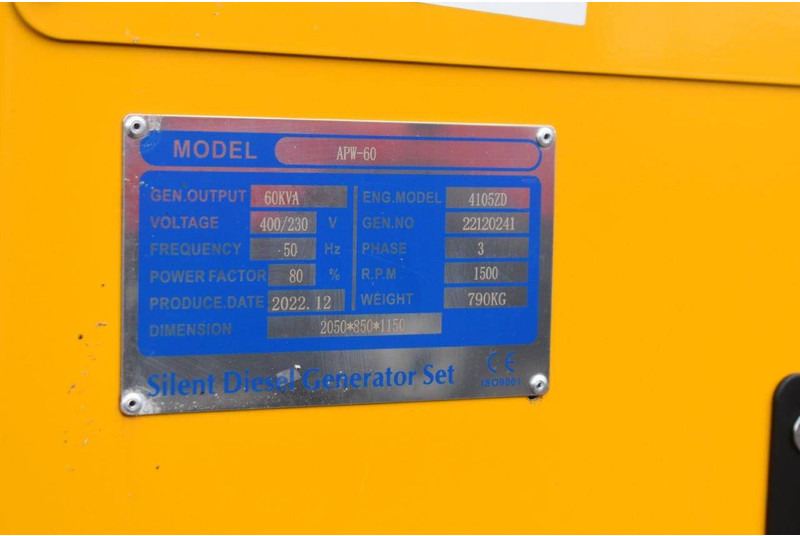 MODEL APW-60
GEN.OUTPUT 60KVA ENG.MODEL 4105ZD
VOLTAGE 400/230 V GEN.NO 22120241
FREQUENCY 50 Hz PHASE 3
POWER FACTOR 80 % R.P.M 1500
PRODUCE.DATE 2022.12 WEIGHT 790KG
DIMENSION 2050*850*1150
Silent Diesel Generator Set CE
ISO9001